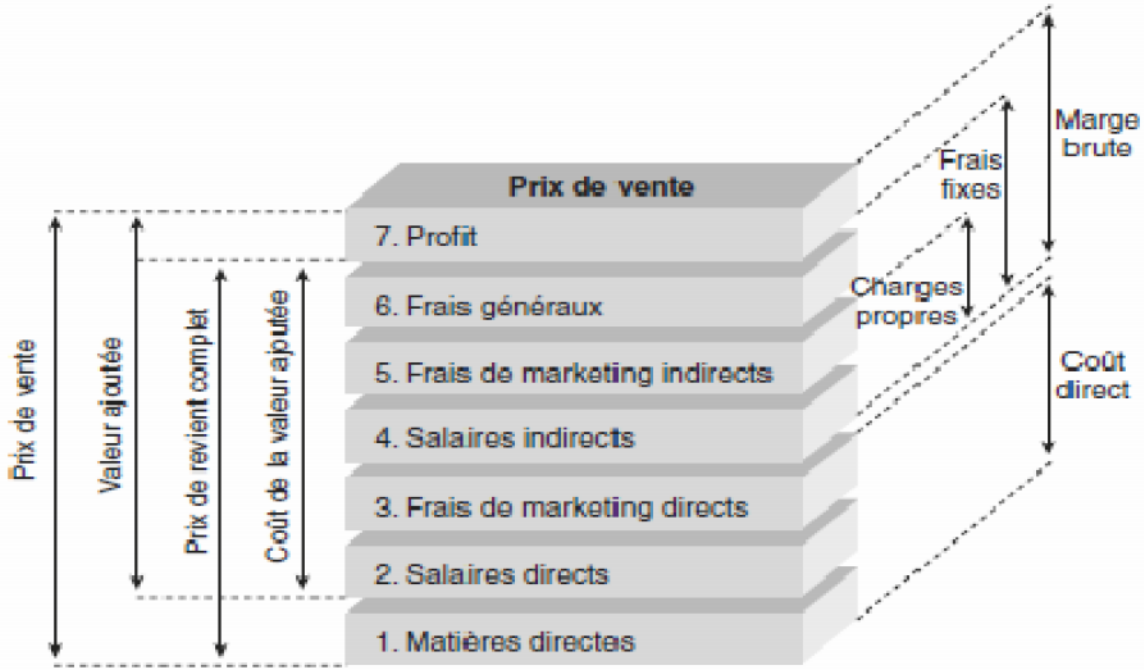 Prix de vente
Valeur ajoutée
Prix de revient complet
Coût de la valeur ajoutée
Prix de vente
7. Profit
6. Frais généraux
5. Frais de marketing indirects
4. Salaires indirects
3. Frais de marketing directs
2. Salaires directs
1. Matières directes
Marge
brute
Frais
fixes
Charges
propres
Coût
direct